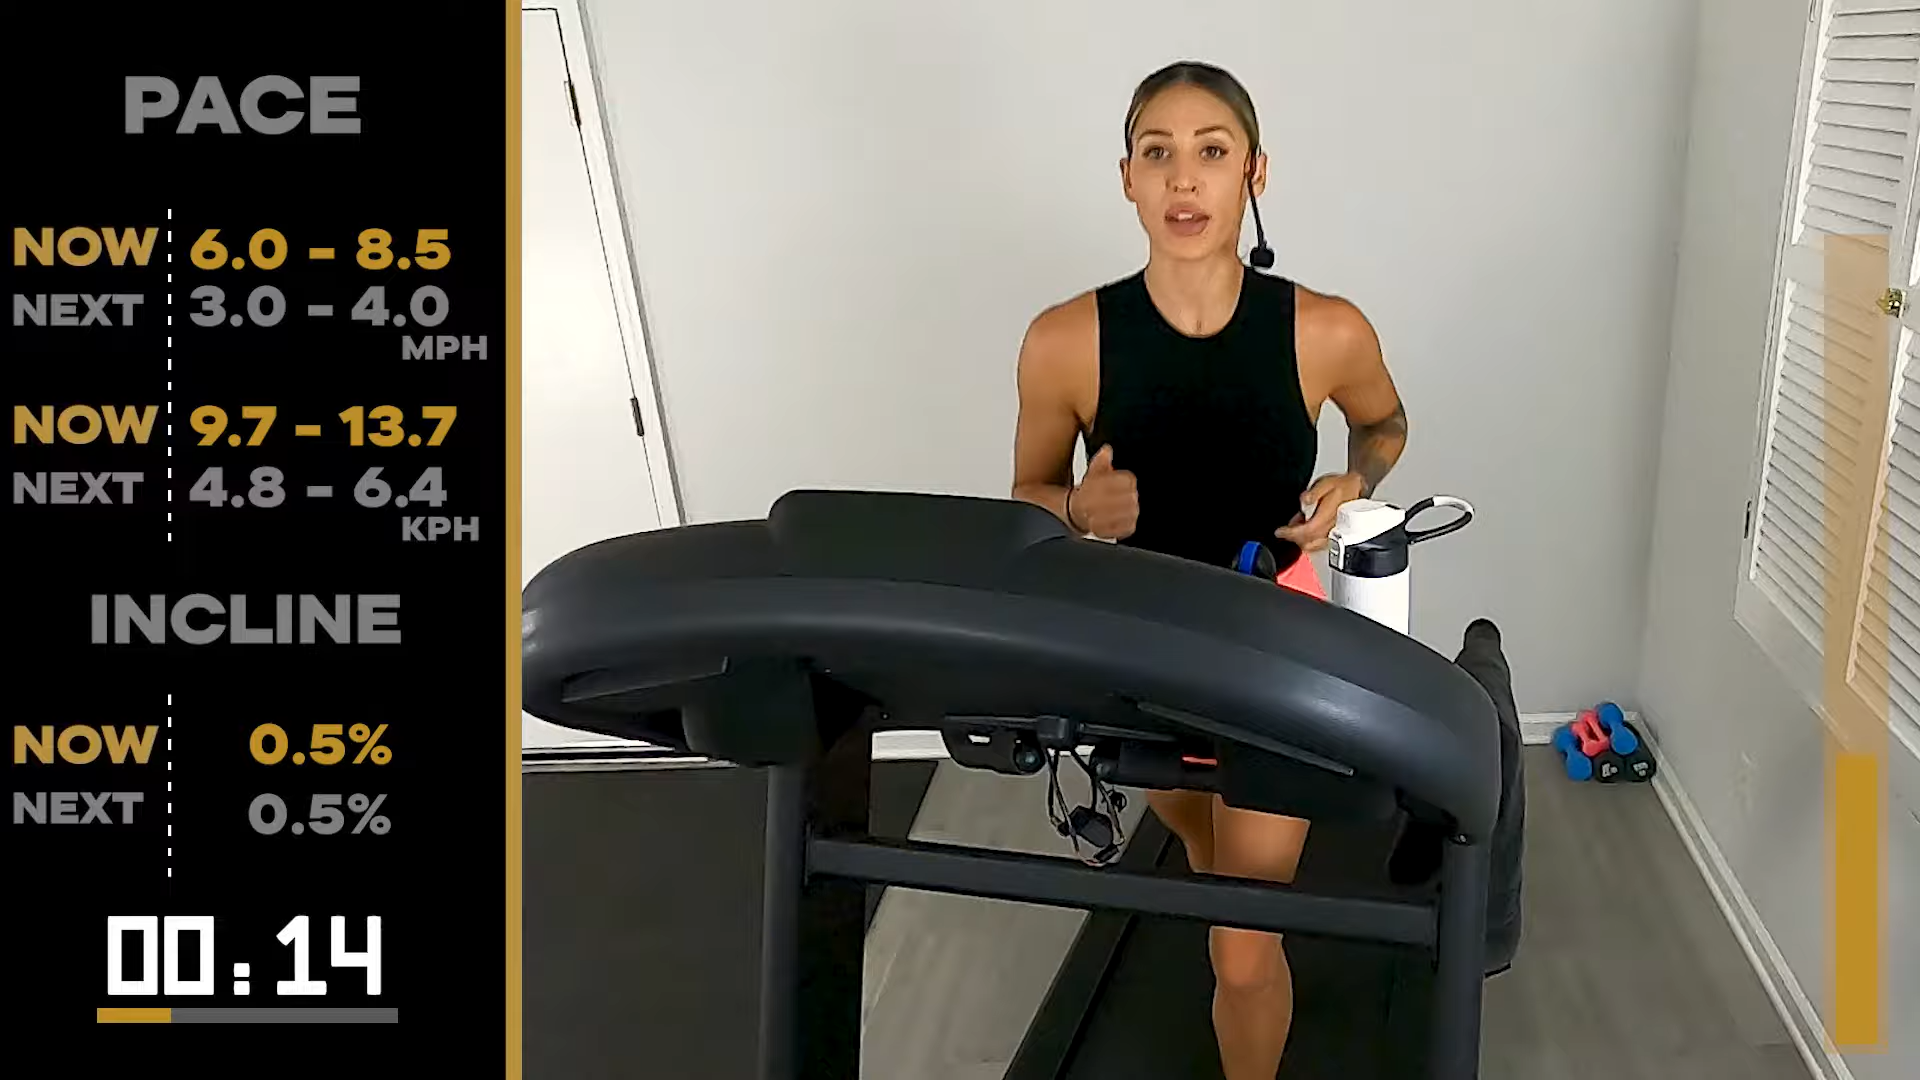 PACE
NOW 6.0 - 8.5
NEXT 3.0 - 4.0
MPH
NOW 9.7 - 13.7
NEXT 4.8 - 6.4
KPH
INCLINE
NOW 0.5%
NEXT 0.5%
00:14